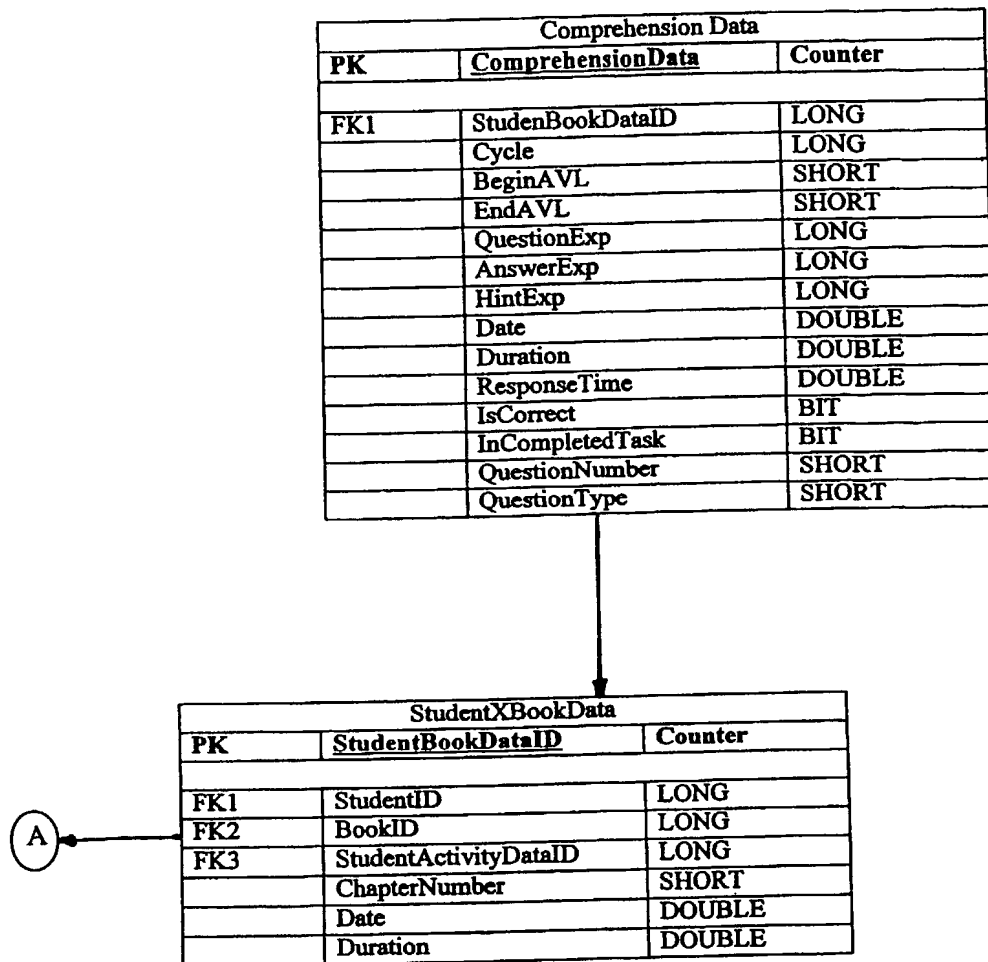 Comprehension Data
PK ComprehensionData Counter
FK1 StudenBookDataID LONG
Cycle LONG
BeginAVL SHORT
EndAVL SHORT
QuestionExp LONG
AnswerExp LONG
HintExp LONG
Date DOUBLE
Duration DOUBLE
ResponseTime DOUBLE
IsCorrect BIT
InCompletedTask BIT
QuestionNumber SHORT
QuestionType SHORT
StudentXBookData
PK StudentBookDataID Counter
FK1 StudentID LONG
A FK2 BookID LONG
FK3 StudentActivityDataID LONG
ChapterNumber SHORT
Date DOUBLE
Duration DOUBLE